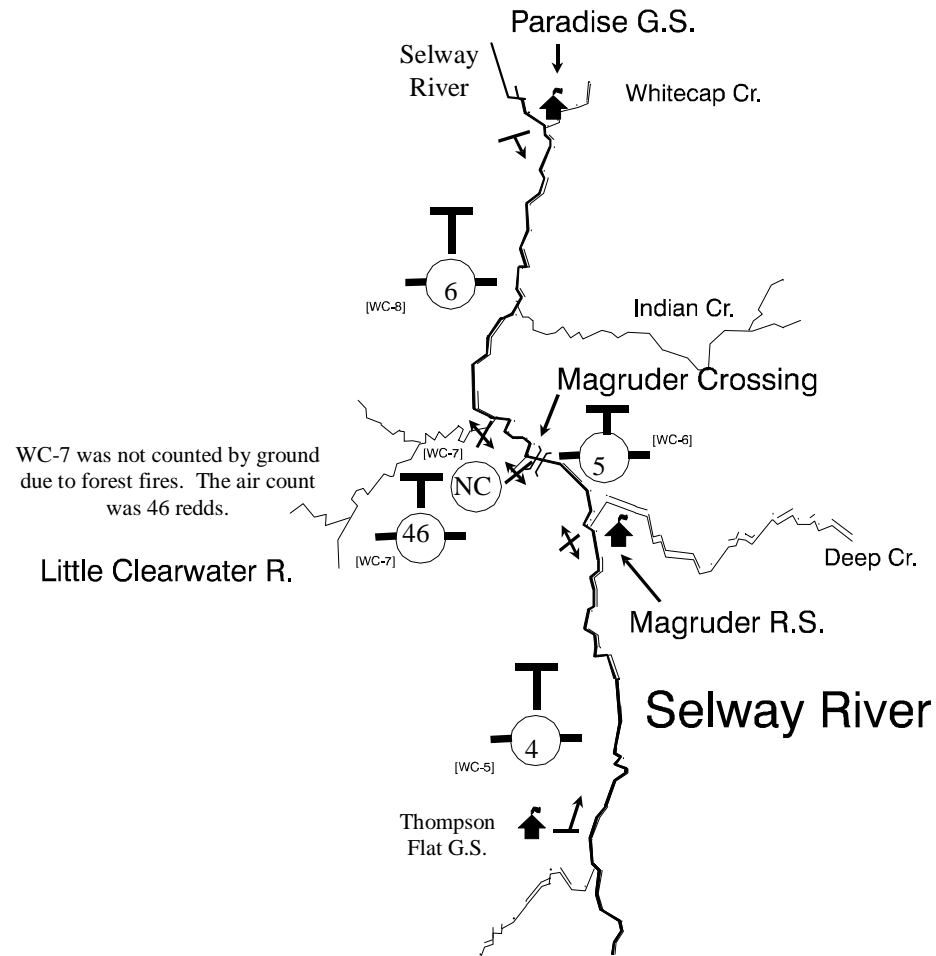 Paradise G.S.
Selway
River
Whitecap Cr.
6
[WC-8]
Indian Cr.
Magruder Crossing
[WC-6]
5
[WC-7]
WC-7 was not counted by ground
due to forest fires. The air count
was 46 redds.
NC
46
[WC-7]
Little Clearwater R.
Deep Cr.
Magruder R.S.
Selway River
4
[WC-5]
Thompson
Flat G.S.